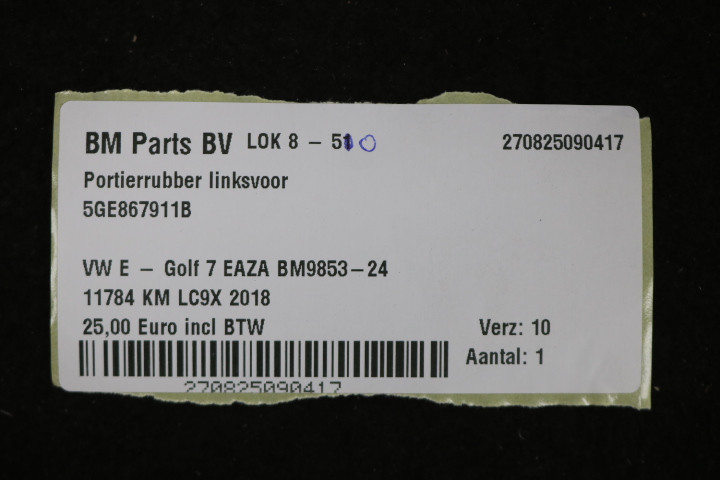 BM Parts BV LOK 8 – 510
270825090417
Portierrubber linksvoor
5GE867911B
VW E – Golf 7 EAZA BM9853–24
11784 KM LC9X 2018
25,00 Euro incl BTW
Verz: 10
Aantal: 1
270825090417